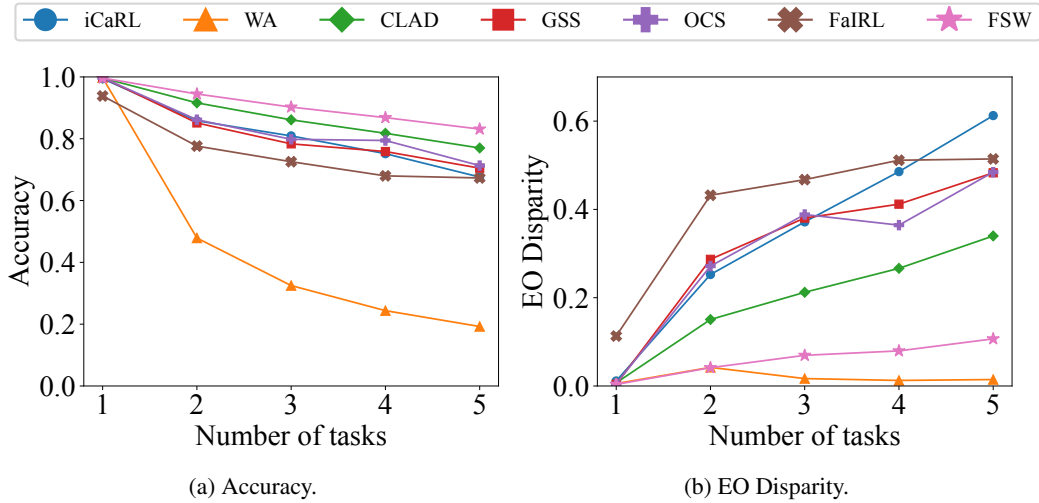 iCaRL WA CLAD GSS OCS FaIRL FSW
1.0
0.8
0.6
0.4
0.2
0.0
Accuracy
1 2 3 4 5
Number of tasks
(a) Accuracy.
0.6
0.4
0.2
0.0
EO Disparity
1 2 3 4 5
Number of tasks
(b) EO Disparity.